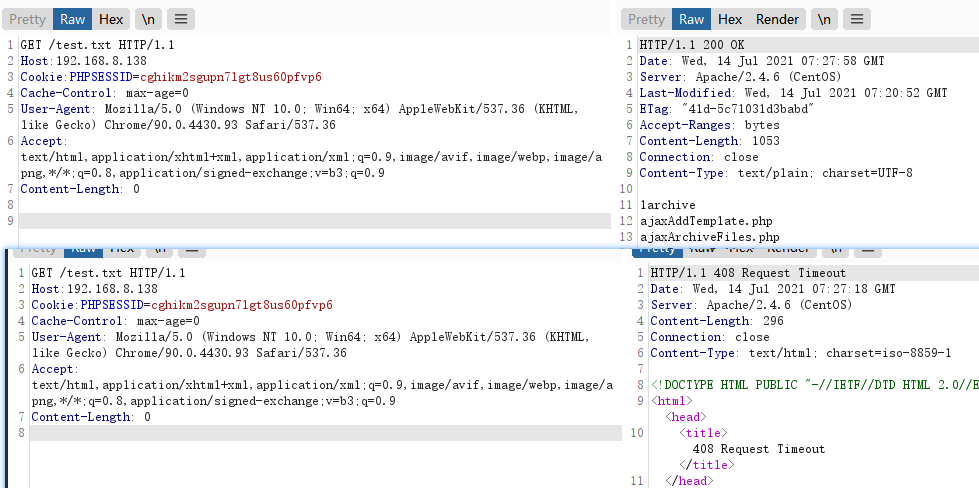 Pretty Raw Hex \n
1 GET /test.txt HTTP/1.1
2 Host:192.168.8.138
3 Cookie:PHPSESSID=cghikm2sgupn7lgt8us60pfvp6
4 Cache-Control: max-age=0
5 User-Agent: Mozilla/5.0 (Windows NT 10.0; Win64; x64) AppleWebKit/537.36 (KHTML,
like Gecko) Chrome/90.0.4430.93 Safari/537.36
6 Accept:
text/html,application/xhtml+xml,application/xml;q=0.9,image/avif,image/webp,image/a
png,*/*;q=0.8,application/signed-exchange;v=b3;q=0.9
7 Content-Length: 0
8
9
Pretty Raw Hex Render \n
1 HTTP/1.1 200 OK
2 Date: Wed, 14 Jul 2021 07:27:58 GMT
3 Server: Apache/2.4.6 (CentOS)
4 Last-Modified: Wed, 14 Jul 2021 07:20:52 GMT
5 ETag: "41d-5c71031d3babd"
6 Accept-Ranges: bytes
7 Content-Length: 1053
8 Connection: close
9 Content-Type: text/plain; charset=UTF-8
10
11 1archive
12 ajaxAddTemplate.php
13 ajaxArchiveFiles.php
Pretty Raw Hex \n
1 GET /test.txt HTTP/1.1
2 Host:192.168.8.138
3 Cookie:PHPSESSID=cghikm2sgupn7lgt8us60pfvp6
4 Cache-Control: max-age=0
5 User-Agent: Mozilla/5.0 (Windows NT 10.0; Win64; x64) AppleWebKit/537.36 (KHTML,
like Gecko) Chrome/90.0.4430.93 Safari/537.36
6 Accept:
text/html,application/xhtml+xml,application/xml;q=0.9,image/avif,image/webp,image/a
png,*/*;q=0.8,application/signed-exchange;v=b3;q=0.9
7 Content-Length: 0
8
Pretty Raw Hex Render \n
1 HTTP/1.1 408 Request Timeout
2 Date: Wed, 14 Jul 2021 07:27:18 GMT
3 Server: Apache/2.4.6 (CentOS)
4 Content-Length: 296
5 Connection: close
6 Content-Type: text/html; charset=iso-8859-1
7
8 <!DOCTYPE HTML PUBLIC "-//IETF//DTD HTML 2.0//E
9 <html>
<head>
10 <title>
408 Request Timeout
</title>
11 </head>